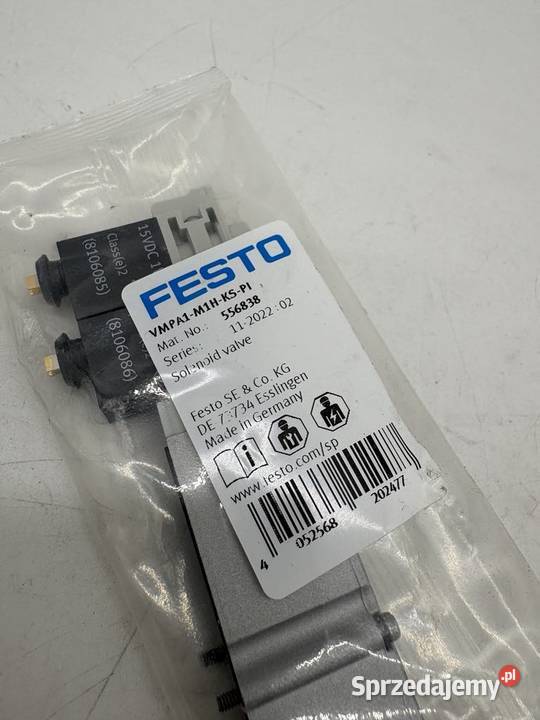 15VDC 1
Class(e)2
(8106085)
(8106086)
FESTO
VMPA1-M1H-KS-PI
Mat. No.: 556838
Series: 11-2022 :02
Solenoid valve
Festo SE & Co. KG
DE 73734 Esslingen
Made in Germany
www.festo.com/sp
4 052568 202477
Sprzedajemy.pl